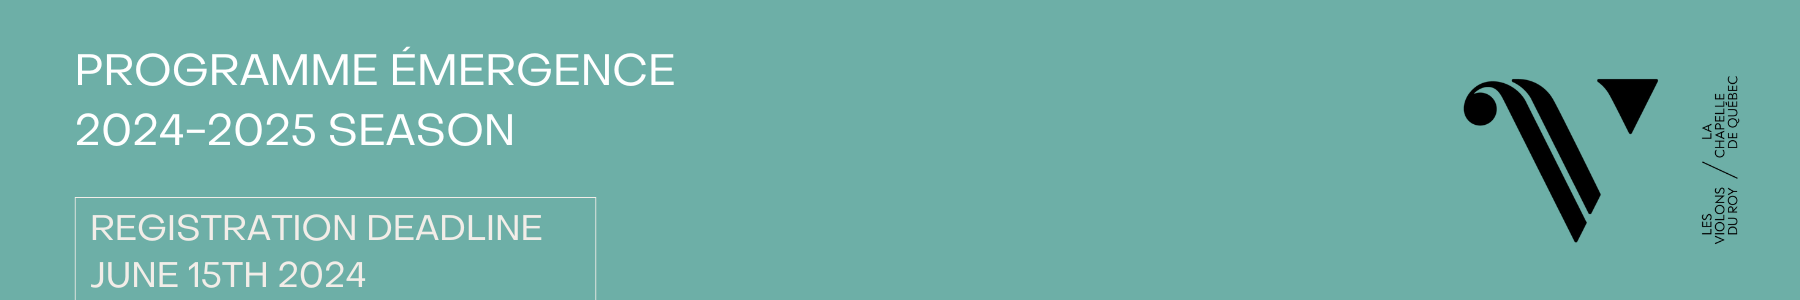 PROGRAMME ÉMERGENCE
2024-2025 SEASON
REGISTRATION DEADLINE
JUNE 15TH 2024
LES
VIOLONS
DU ROY
/
LA
CHAPELLE
DE QUÉBEC